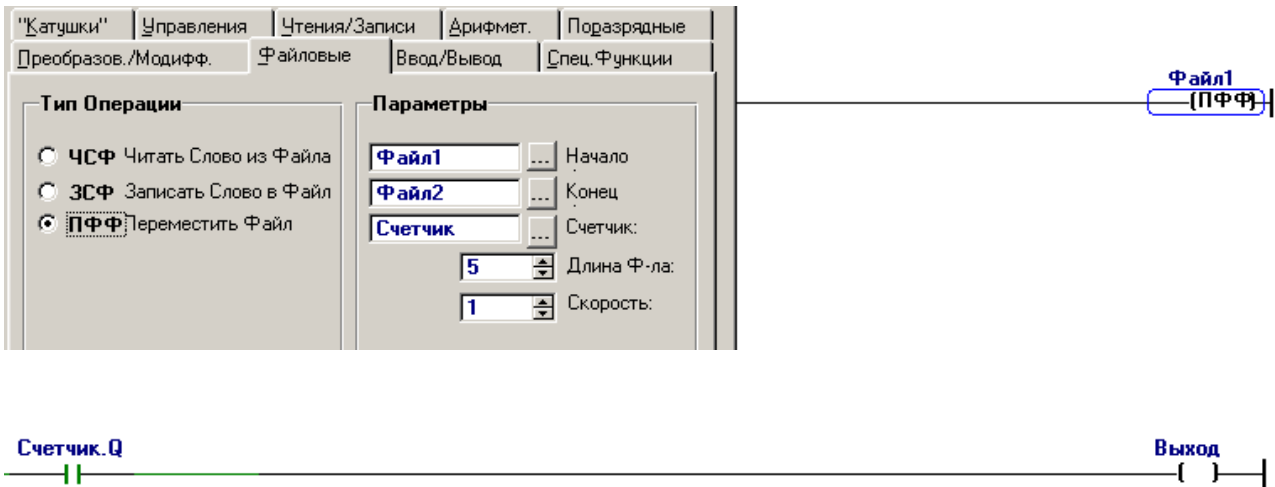 "Катушки" Управления Чтения/Записи Арифмет. Поразрядные
Преобразов./Модифф. Файловые Ввод/Вывод Спец.Функции
Тип Операции
ЧСФ Читать Слово из Файла
ЗСФ Записать Слово в Файл
ПФФ Переместить Файл
Параметры
Файл1 ... Начало
Файл2 ... Конец
Счетчик ... Счетчик:
5 Длина Ф-ла:
1 Скорость:
Файл1
(ПФФ)
Счетчик.Q
Выход
( )